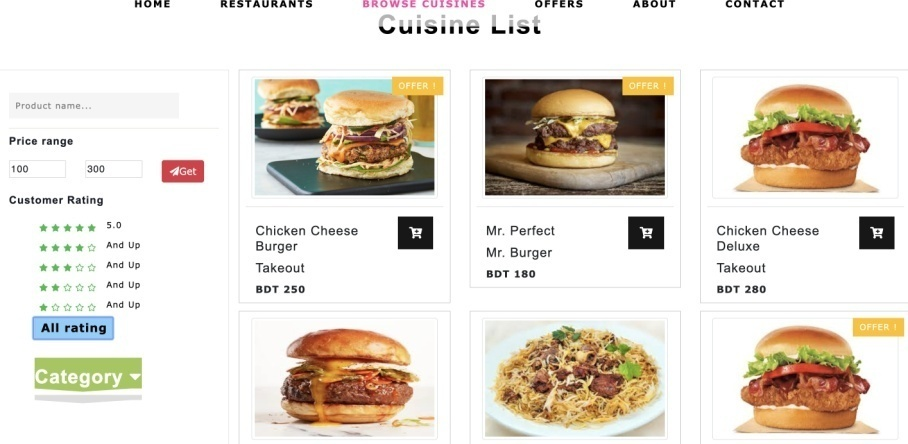 HOME RESTAURANTS BROWSE CUISINES OFFERS ABOUT CONTACT
Cuisine List
Product name...
Price range
100 300 Get
Customer Rating
5.0
And Up
And Up
And Up
And Up
All rating
Category
OFFER !
Chicken Cheese
Burger
Takeout
BDT 250
OFFER !
Mr. Perfect
Mr. Burger
BDT 180
Chicken Cheese
Deluxe
Takeout
BDT 280
OFFER !